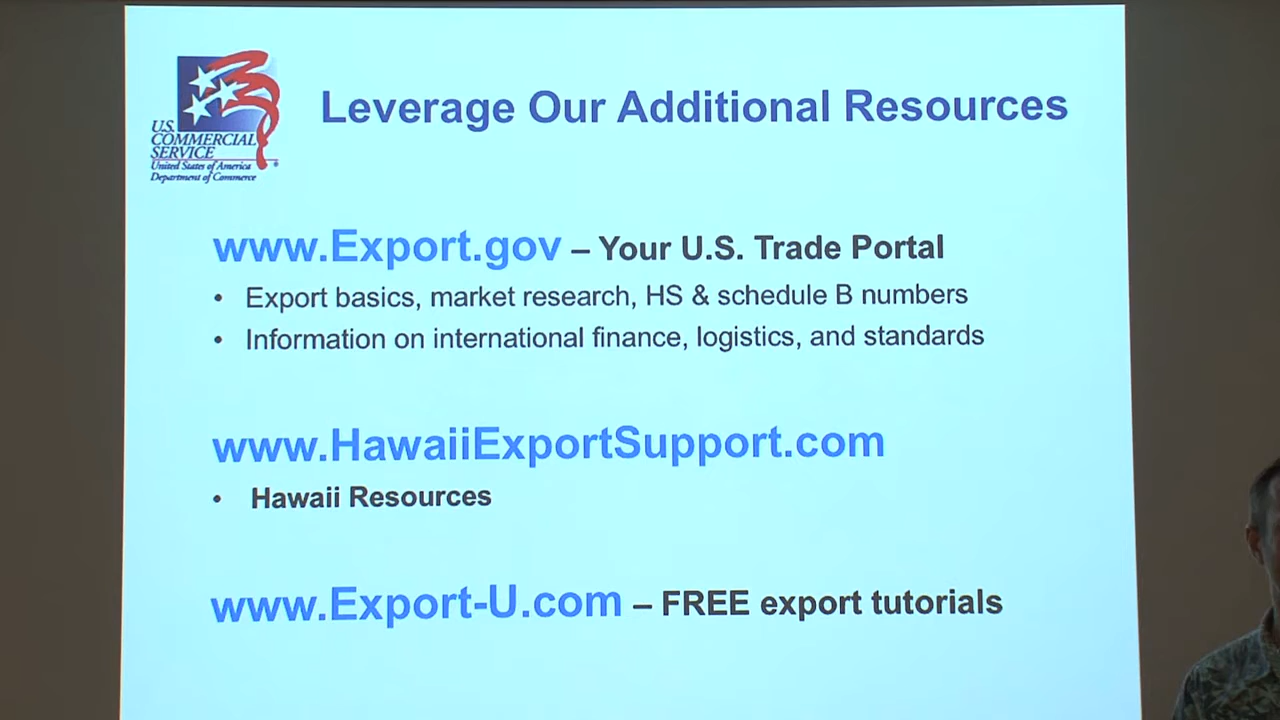 U.S.
COMMERCIAL
SERVICE
United States of America
Department of Commerce
Leverage Our Additional Resources
www.Export.gov – Your U.S. Trade Portal
• Export basics, market research, HS & schedule B numbers
• Information on international finance, logistics, and standards
www.HawaiiExportSupport.com
• Hawaii Resources
www.Export-U.com – FREE export tutorials